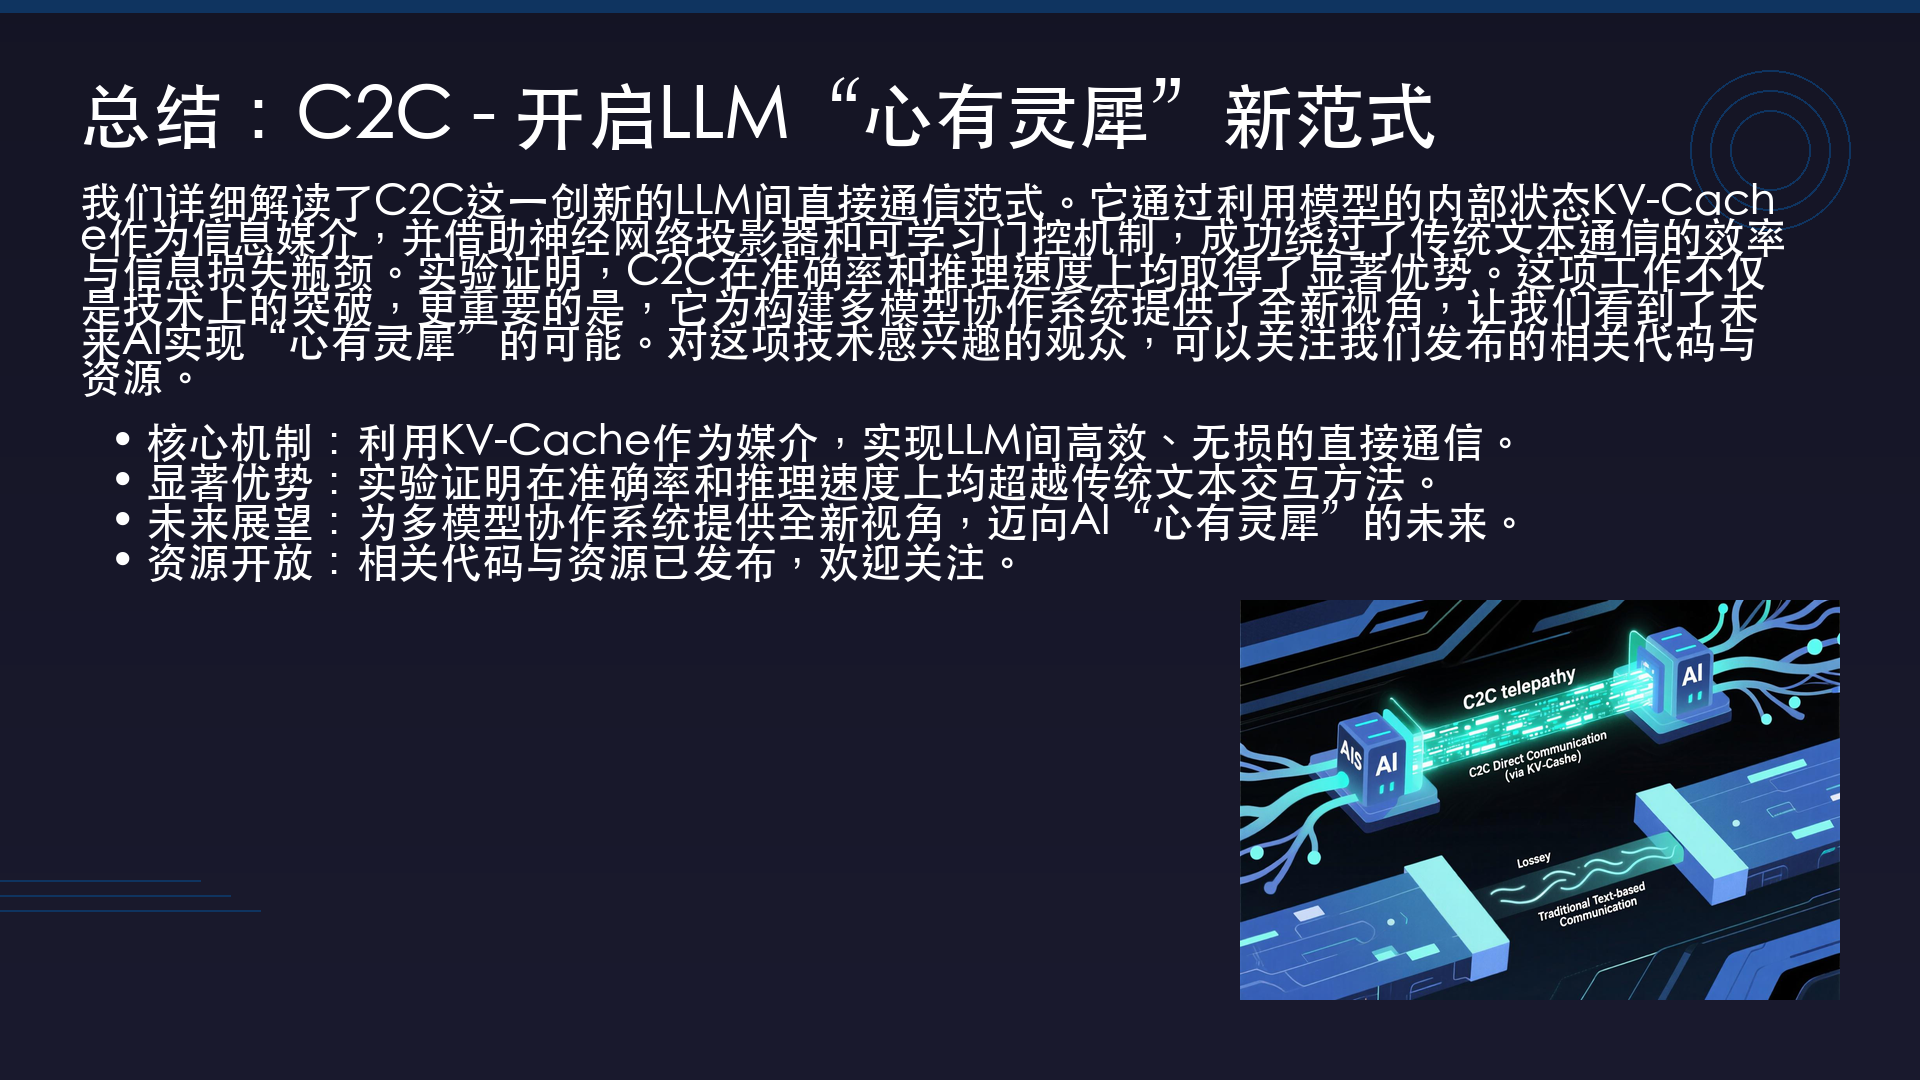 总结：C2C - 开启LLM“心有灵犀”新范式
我们详细解读了C2C这一创新的LLM间直接通信范式。它通过利用模型的内部状态KV-Cach
e作为信息媒介，并借助神经网络投影器和可学习门控机制，成功绕过了传统文本通信的效率
与信息损失瓶颈。实验证明，C2C在准确率和推理速度上均取得了显著优势。这项工作不仅
是技术上的突破，更重要的是，它为构建多模型协作系统提供了全新视角，让我们看到了未
来AI实现“心有灵犀”的可能。对这项技术感兴趣的观众，可以关注我们发布的相关代码与
资源。
• 核心机制：利用KV-Cache作为媒介，实现LLM间高效、无损的直接通信。
• 显著优势：实验证明在准确率和推理速度上均超越传统文本交互方法。
• 未来展望：为多模型协作系统提供全新视角，迈向AI“心有灵犀”的未来。
• 资源开放：相关代码与资源已发布，欢迎关注。
C2C telepathy
AI
AIS
AI
C2C Direct Communication
(via KV-Cashe)
Lossey
Traditional Text-based
Communication